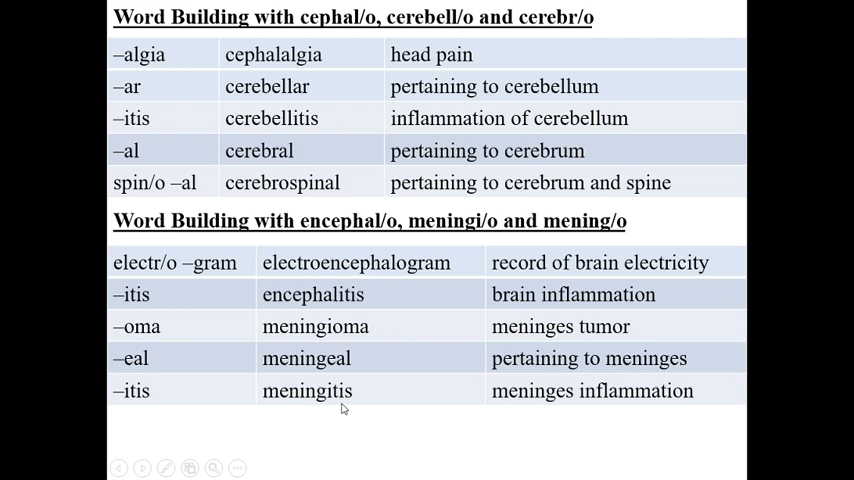 Word Building with cephal/o, cerebell/o and cerebr/o
–algia cephalalgia head pain
–ar cerebellar pertaining to cerebellum
–itis cerebellitis inflammation of cerebellum
–al cerebral pertaining to cerebrum
spin/o –al cerebrospinal pertaining to cerebrum and spine
Word Building with encephal/o, meningi/o and mening/o
electr/o –gram electroencephalogram record of brain electricity
–itis encephalitis brain inflammation
–oma meningioma meninges tumor
–eal meningeal pertaining to meninges
–itis meningitis meninges inflammation